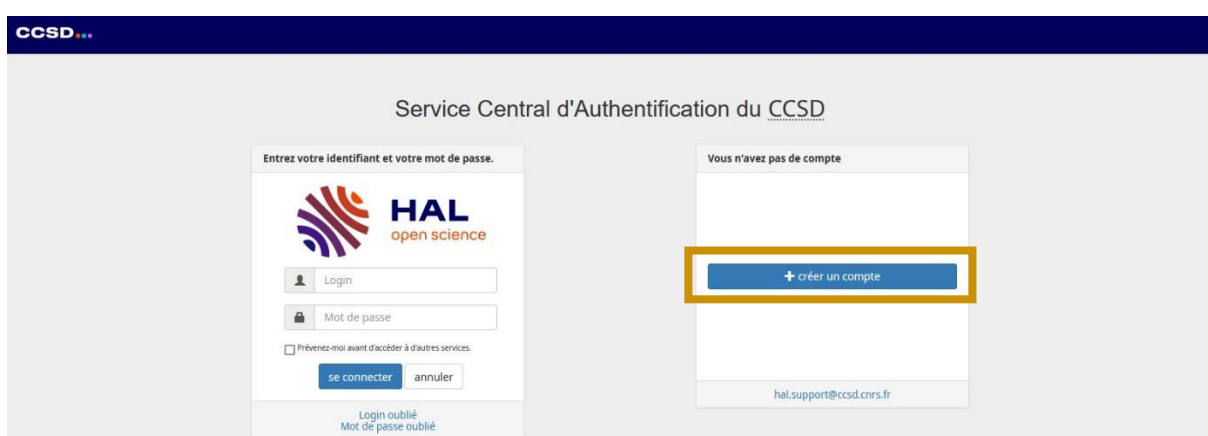 CCSD...
Service Central d'Authentification du CCSD
Entrez votre identifiant et votre mot de passe.
HAL
open science
Login
Mot de passe
Prévenez-moi avant d'accéder à d'autres services.
se connecter
annuler
Login oublié
Mot de passe oublié
Vous n'avez pas de compte
créer un compte
hal.support@ccsd.cnrs.fr